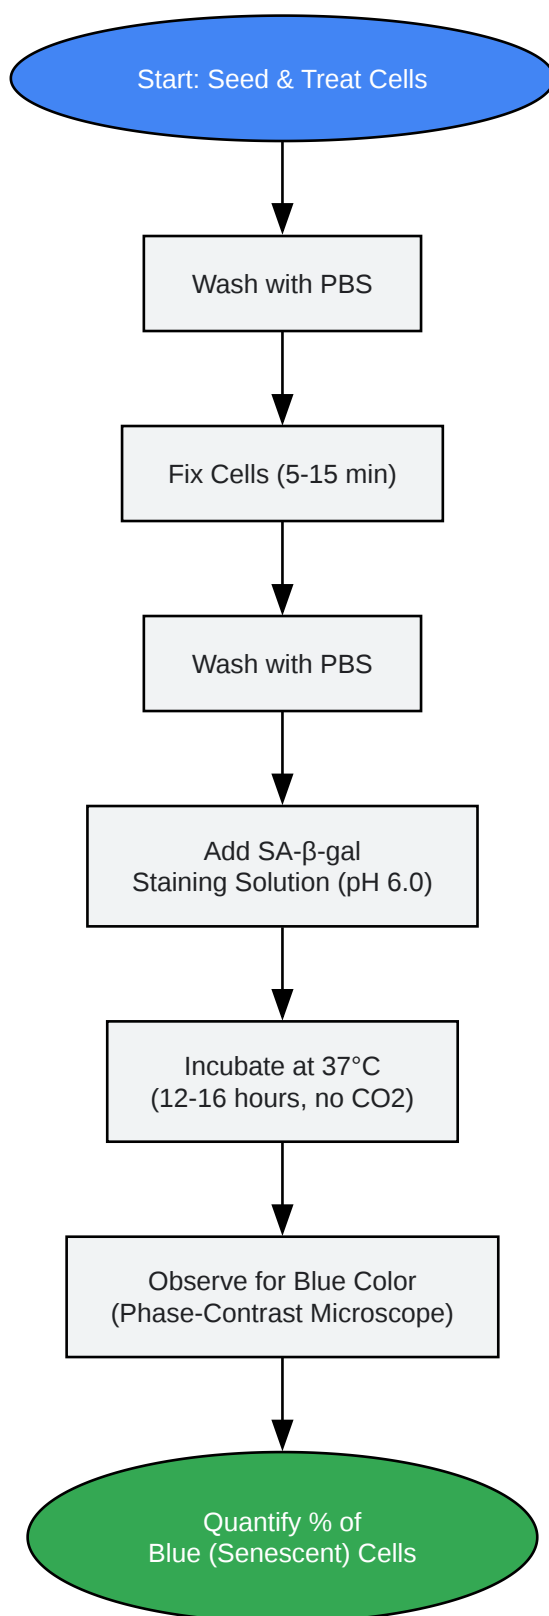 Start: Seed & Treat Cells
Wash with PBS
Fix Cells (5-15 min)
Wash with PBS
Add SA-β-gal
Staining Solution (pH 6.0)
Incubate at 37°C
(12-16 hours, no CO2)
Observe for Blue Color
(Phase-Contrast Microscope)
Quantify % of
Blue (Senescent) Cells